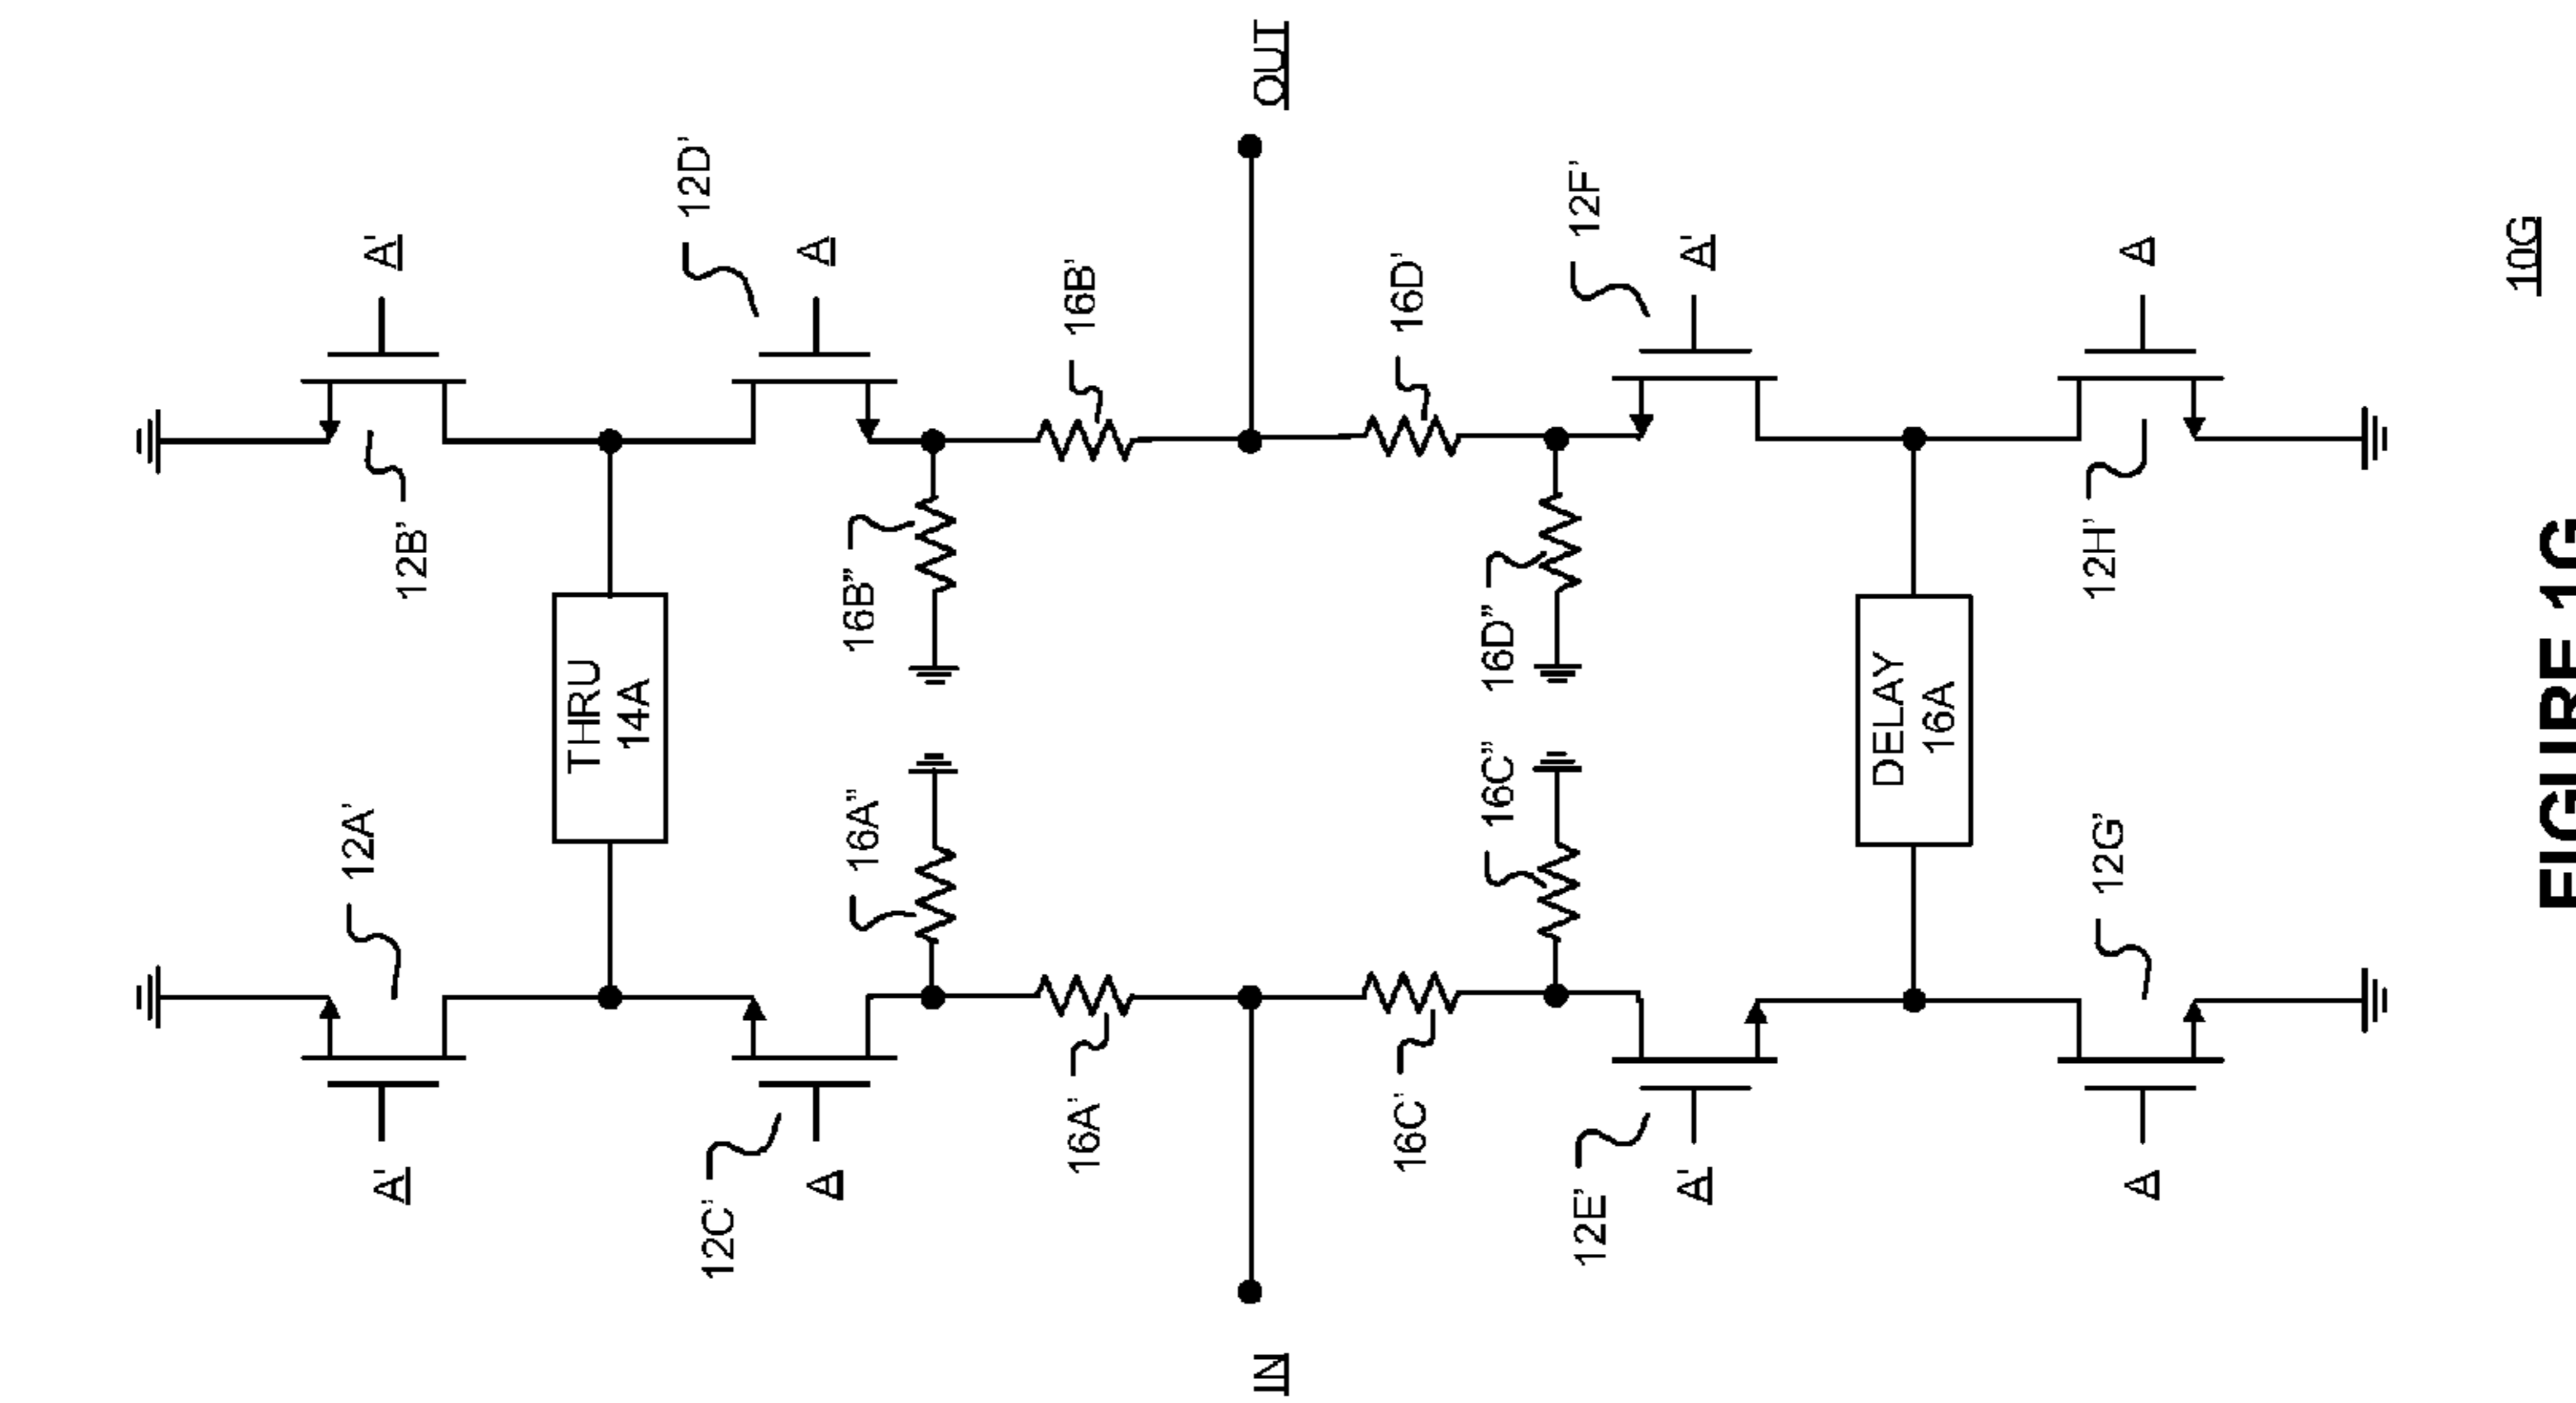 12A'
A'
A'
12B'
THRU
14A
12D'
12C'
A
A
16A"
16B"
16A'
16B'
IN
OUT
16C'
16D'
16C"
16D"
12E'
12F'
A'
A'
DELAY
16A
12G'
12H'
A
A
10G
FIGURE 1G